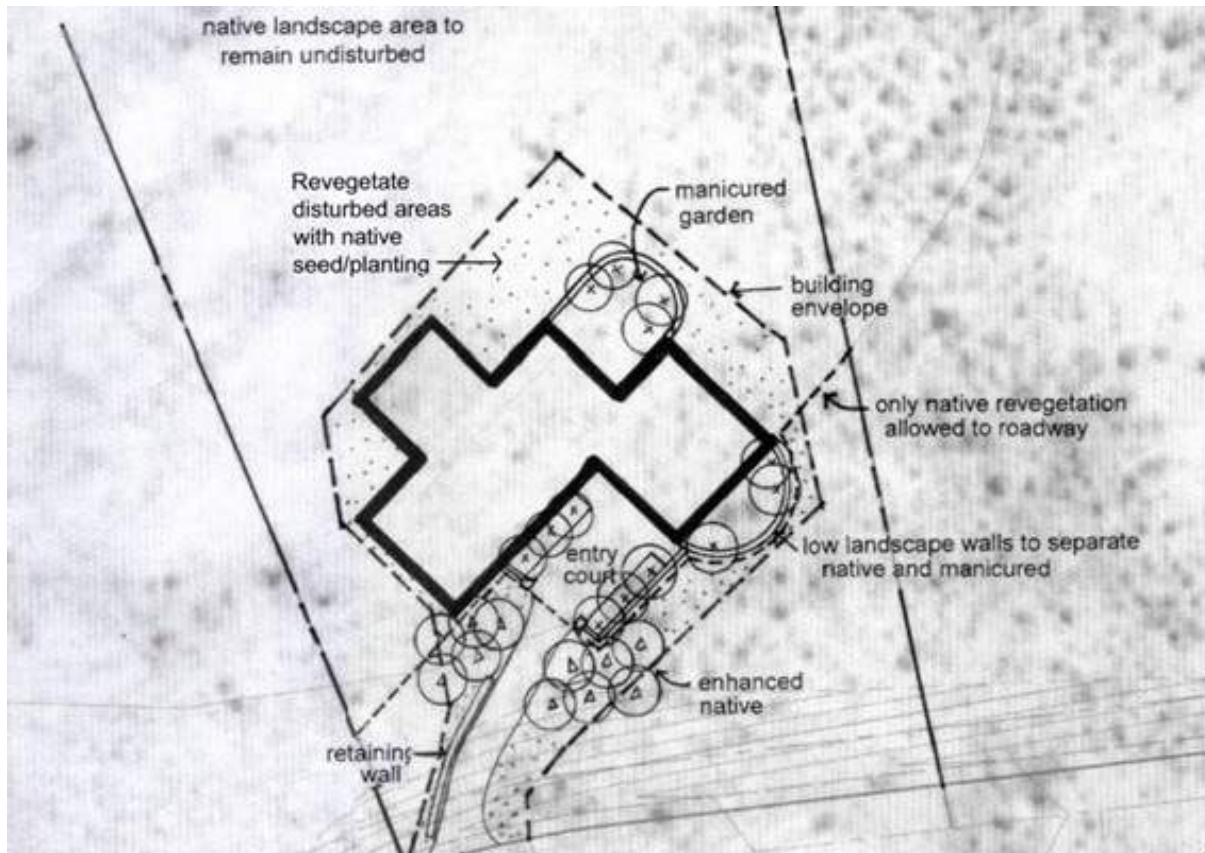 native landscape area to
remain undisturbed
Revegetate
disturbed areas
with native
seed/planting
manicured
garden
building
envelope
only native revegetation
allowed to roadway
entry
court
low landscape walls to separate
native and manicured
enhanced
native
retaining
wall